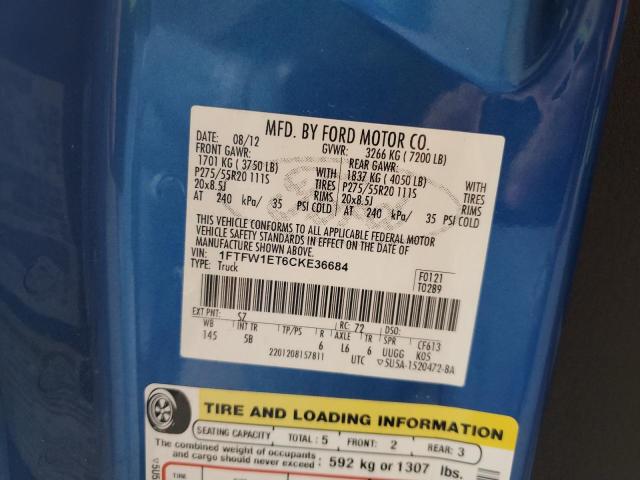 MFD. BY FORD MOTOR CO.
DATE: 08/12 GVWR: 3266 KG ( 7200 LB)
FRONT GAWR: REAR GAWR:
1701 KG ( 3750 LB) WITH 1837 KG ( 4050 LB) WITH
P275/55R20 111S TIRES P275/55R20 111S TIRES
20x8.5J RIMS 20x8.5J RIMS
AT 240 kPa/ 35 PSI COLD AT 240 kPa/ 35 PSI COLD
THIS VEHICLE CONFORMS TO ALL APPLICABLE FEDERAL MOTOR
VEHICLE SAFETY STANDARDS IN EFFECT ON THE DATE OF
MANUFACTURE SHOWN ABOVE.
VIN: 1FTFW1ET6CKE36684
TYPE: Truck
F0121
T0289
EXT PNT: SZ RC: 72 DSO:
WB INT TR TP/PS R AXLE TR SPR CF613
145 5B 6 L6 6 UUGG K05
2201208157811 UTC 5U5A-1520472-BA
TIRE AND LOADING INFORMATION
SEATING CAPACITY TOTAL : 5 FRONT: 2 REAR: 3
The combined weight of occupants
and cargo should never exceed : 592 kg or 1307 lbs.
TIRE